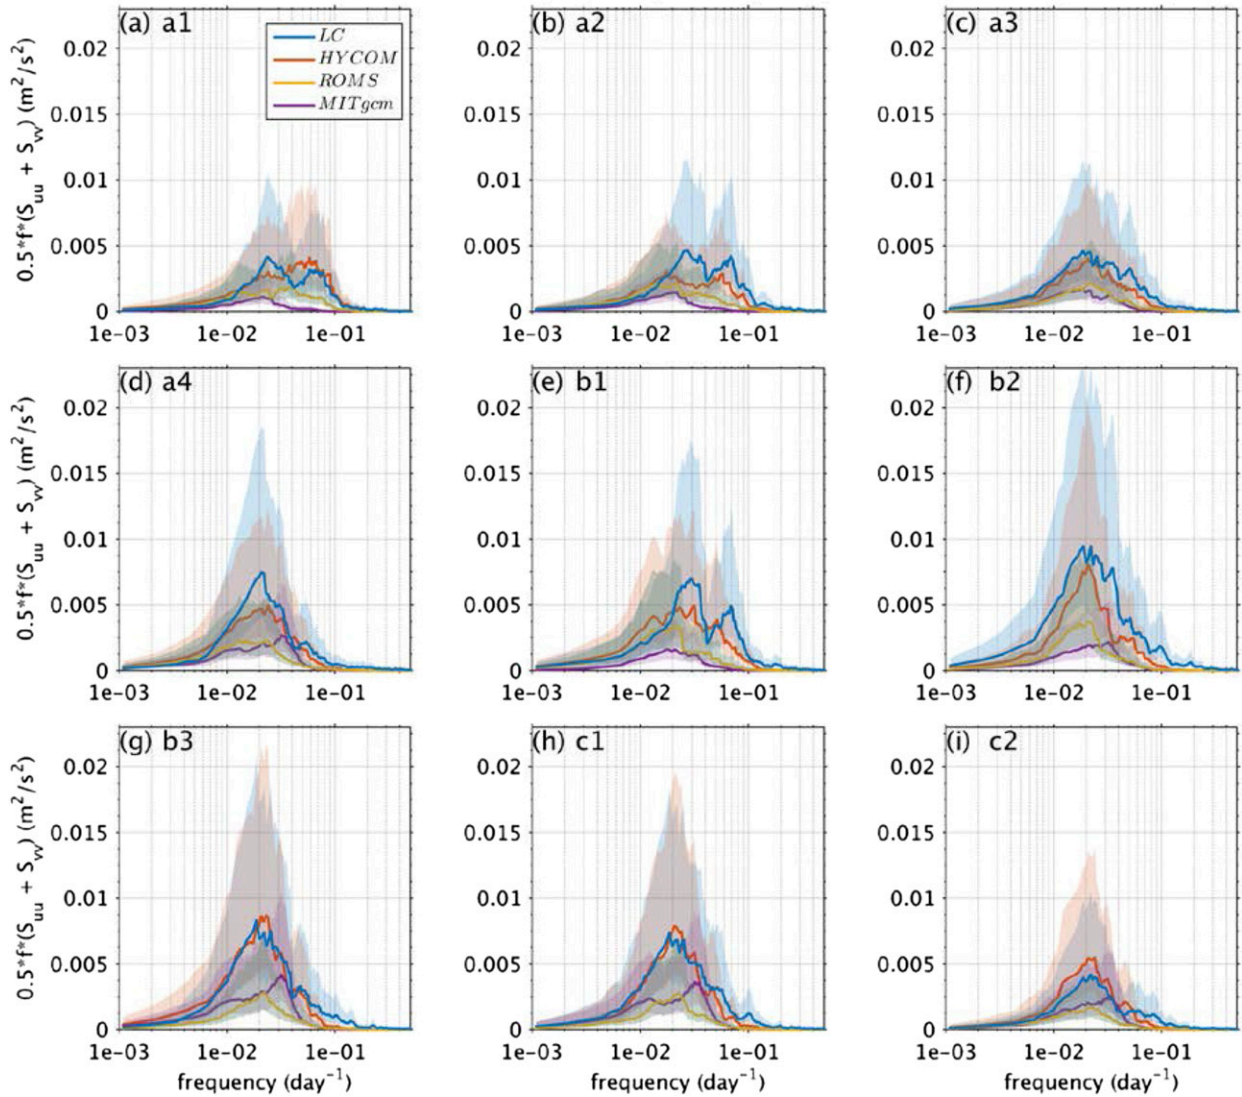 (a) a1
LC
HYCOM
ROMS
MITgcm
0.5*f*(S_uu + S_vv) (m²/s²)
0.02
0.015
0.01
0.005
0
1e-03 1e-02 1e-01
(b) a2
0.02
0.015
0.01
0.005
0
1e-03 1e-02 1e-01
(c) a3
0.02
0.015
0.01
0.005
0
1e-03 1e-02 1e-01
(d) a4
0.5*f*(S_uu + S_vv) (m²/s²)
0.02
0.015
0.01
0.005
0
1e-03 1e-02 1e-01
(e) b1
0.02
0.015
0.01
0.005
0
1e-03 1e-02 1e-01
(f) b2
0.02
0.015
0.01
0.005
0
1e-03 1e-02 1e-01
(g) b3
0.5*f*(S_uu + S_vv) (m²/s²)
0.02
0.015
0.01
0.005
0
1e-03 1e-02 1e-01
frequency (day⁻¹)
(h) c1
0.02
0.015
0.01
0.005
0
1e-03 1e-02 1e-01
frequency (day⁻¹)
(i) c2
0.02
0.015
0.01
0.005
0
1e-03 1e-02 1e-01
frequency (day⁻¹)